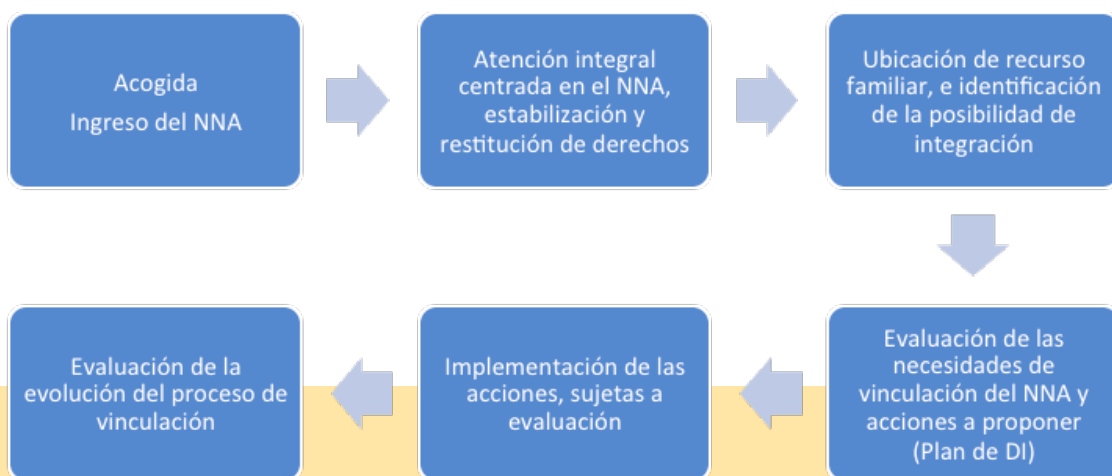 Acogida
Ingreso del NNA
Atención integral
centrada en el NNA,
estabilización y
restitución de derechos
Ubicación de recurso
familiar, e identificación
de la posibilidad de
integración
Evaluación de las
necesidades de
vinculación del NNA y
acciones a proponer
(Plan de DI)
Implementación de las
acciones, sujetas a
evaluación
Evaluación de la
evolución del proceso de
vinculación